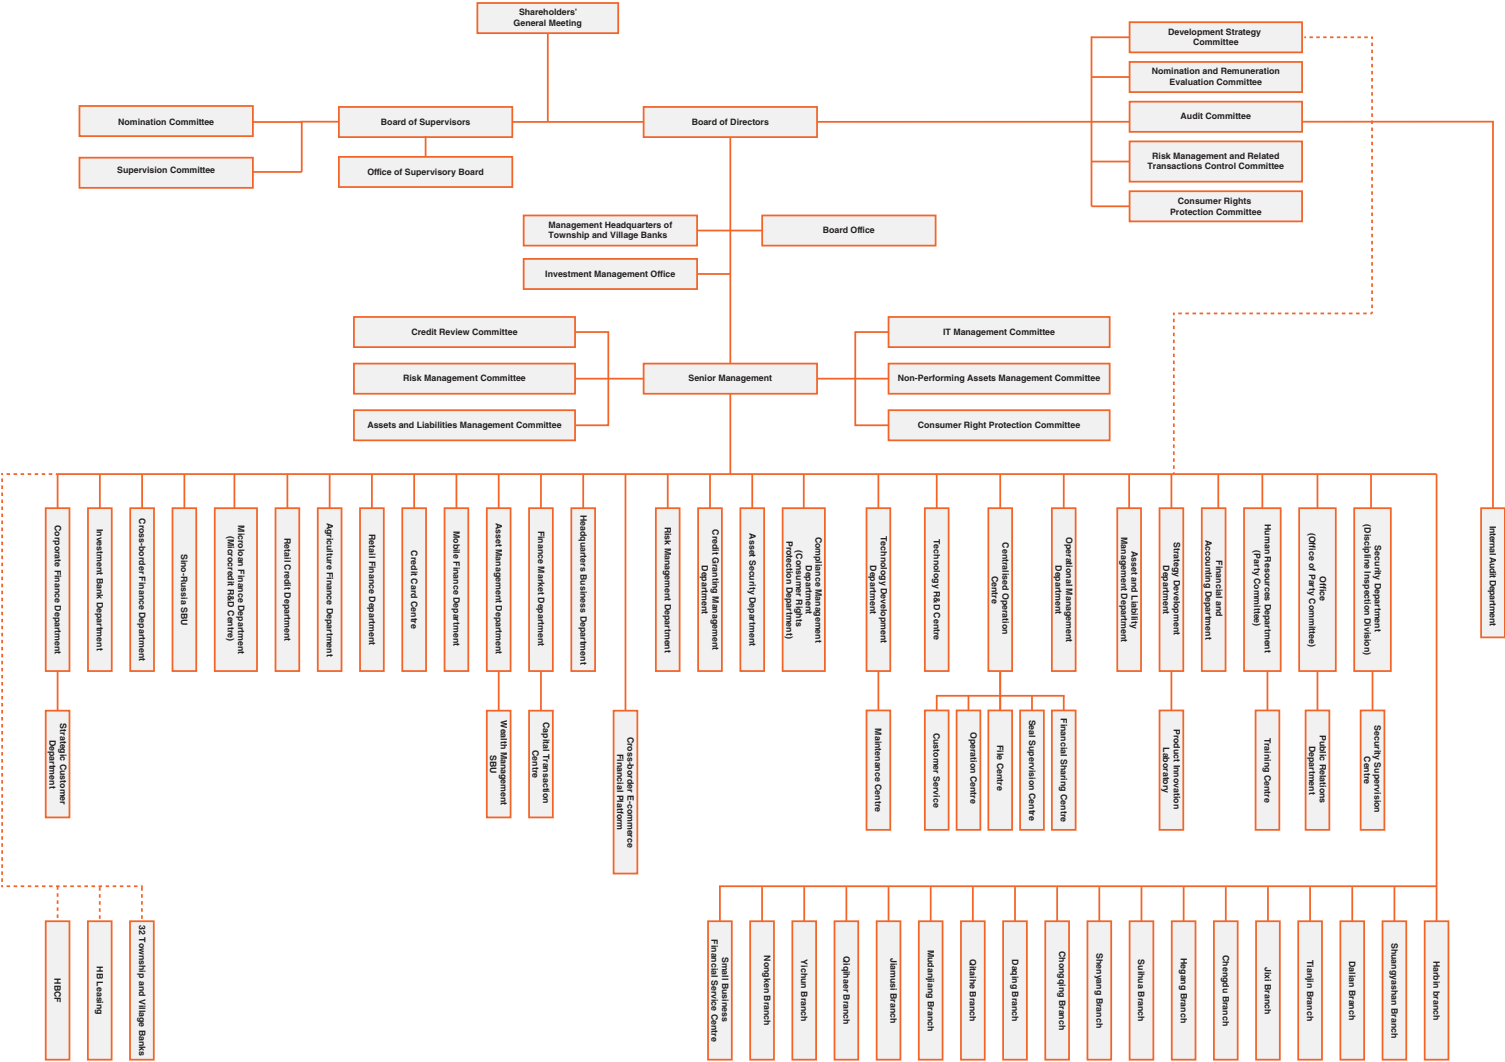 Shareholders'
General Meeting
Development Strategy
Committee
Nomination and Remuneration
Evaluation Committee
Nomination Committee
Board of Supervisors
Board of Directors
Audit Committee
Supervision Committee
Office of Supervisory Board
Risk Management and Related
Transactions Control Committee
Consumer Rights
Protection Committee
Management Headquarters of
Township and Village Banks
Board Office
Investment Management Office
Credit Review Committee
IT Management Committee
Risk Management Committee
Senior Management
Non-Performing Assets Management Committee
Assets and Liabilities Management Committee
Consumer Right Protection Committee
Corporate Finance Department
Investment Bank Department
Cross-border Finance Department
Sino-Russia SBU
Microloan Finance Department
(Microcredit R&D Centre)
Retail Credit Department
Agriculture Finance Department
Retail Finance Department
Credit Card Centre
Mobile Finance Department
Asset Management Department
Finance Market Department
Headquarters Business Department
Risk Management Department
Credit Granting Management
Department
Asset Security Department
Compliance Management
Department
(Consumer Rights
Protection Department)
Technology Development
Department
Technology R&D Centre
Centralised Operation
Centre
Operational Management
Department
Asset and Liability
Management Department
Strategy Development
Department
Financial and
Accounting Department
Human Resources Department
(Party Committee)
Office
(Office of Party Committee)
Security Department
(Discipline Inspection Division)
Internal Audit Department
Strategic Customer
Department
Wealth Management
SBU
Capital Transaction
Centre
Cross-border E-commerce
Financial Platform
Maintenance Centre
Customer Service
Operation Centre
File Centre
Seal Supervision Centre
Financial Sharing Centre
Product Innovation
Laboratory
Training Centre
Public Relations
Department
Security Supervision
Centre
HBCF
HB Leasing
32 Township and Village Banks
Small Business
Financial Service Centre
Nongken Branch
Yichun Branch
Qiqihaer Branch
Jiamusi Branch
Mudanjiang Branch
Qitaihe Branch
Daqing Branch
Chongqing Branch
Shenyang Branch
Suihua Branch
Hegang Branch
Chengdu Branch
Jixi Branch
Tianjin Branch
Dalian Branch
Shuangyashan Branch
Harbin branch